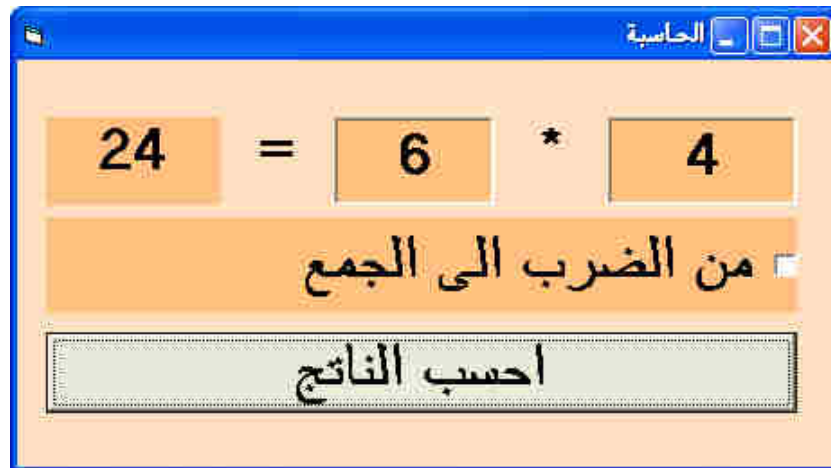 الحاسبة
4 * 6 = 24
من الضرب الى الجمع
احسب الناتج